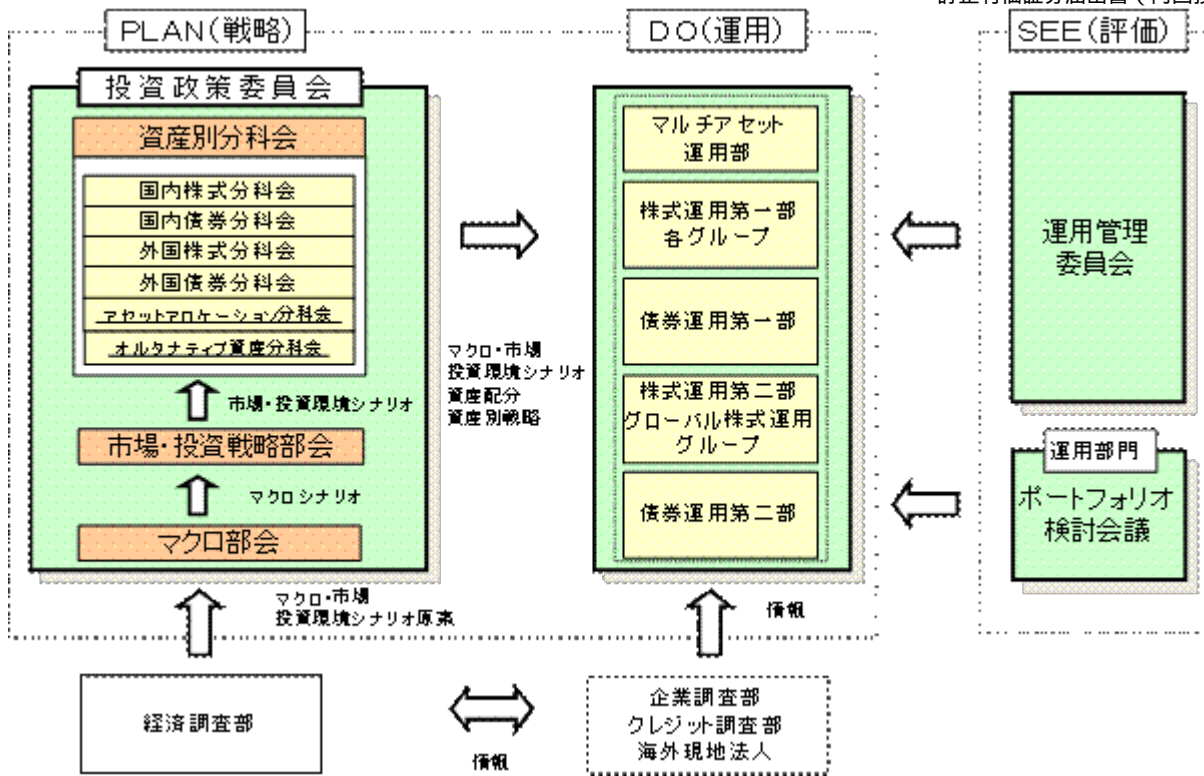 PLAN(戦略)
投資政策委員会
資産別分科会
国内株式分科会
国内債券分科会
外国株式分科会
外国債券分科会
アセットアロケーション分科会
オルタナティブ資産分科会
市場・投資環境シナリオ
市場・投資戦略部会
マクロシナリオ
マクロ部会
マクロ・市場
投資環境シナリオ原案
経済調査部
マクロ・市場
投資環境シナリオ
資産配分
資産別戦略
DO(運用)
マルチアセット
運用部
株式運用第一部
各グループ
債券運用第一部
株式運用第二部
グローバル株式運用
グループ
債券運用第二部
情報
情報
企業調査部
クレジット調査部
海外現地法人
SEE(評価)
運用管理
委員会
運用部門
ポートフォリオ
検討会議